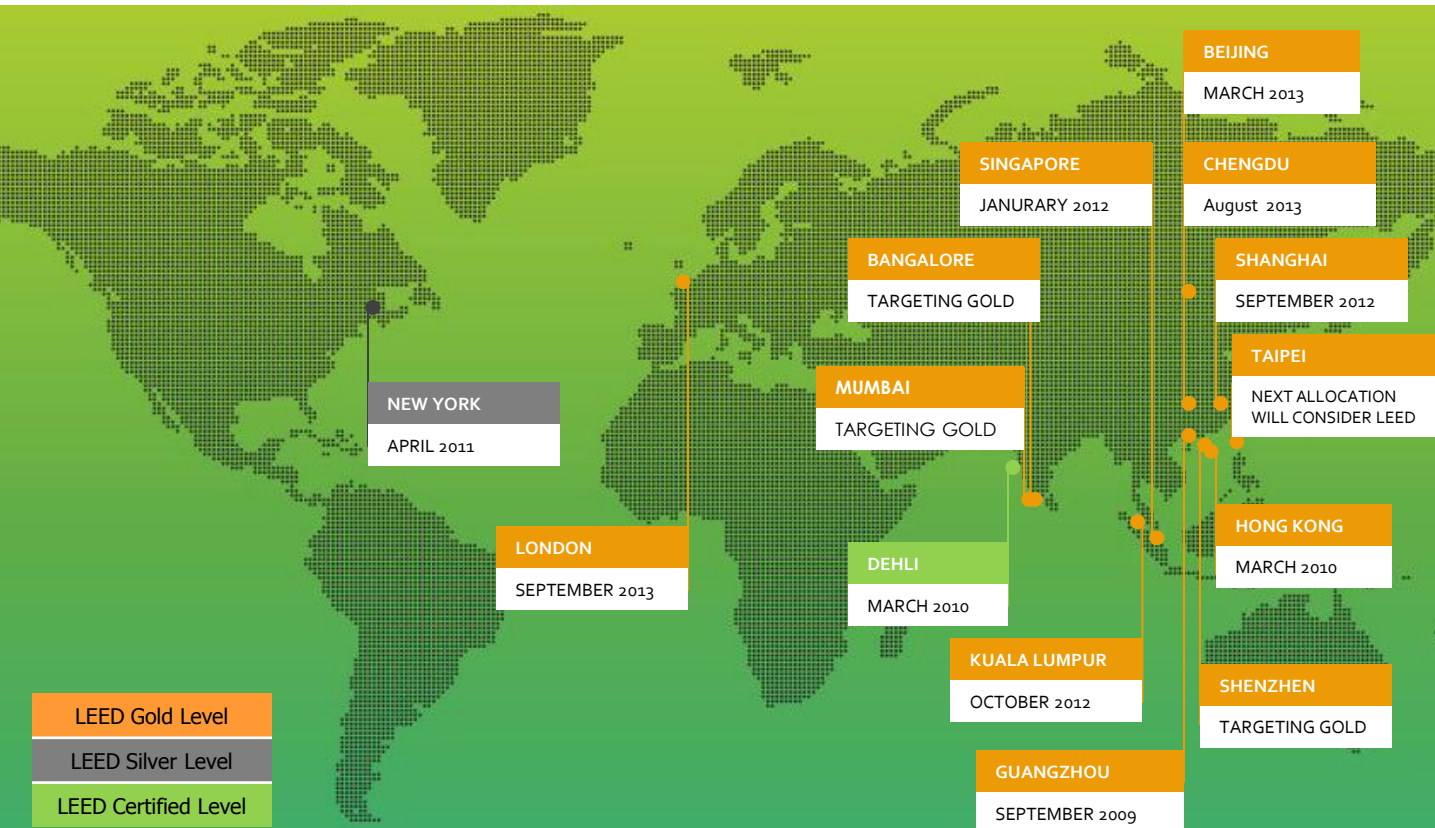 BEIJING
MARCH 2013
SINGAPORE
JANURARY 2012
CHENGDU
August 2013
BANGALORE
TARGETING GOLD
SHANGHAI
SEPTEMBER 2012
TAIPEI
NEXT ALLOCATION
WILL CONSIDER LEED
MUMBAI
TARGETING GOLD
NEW YORK
APRIL 2011
HONG KONG
MARCH 2010
LONDON
SEPTEMBER 2013
DEHLI
MARCH 2010
KUALA LUMPUR
OCTOBER 2012
SHENZHEN
TARGETING GOLD
GUANGZHOU
SEPTEMBER 2009
LEED Gold Level
LEED Silver Level
LEED Certified Level